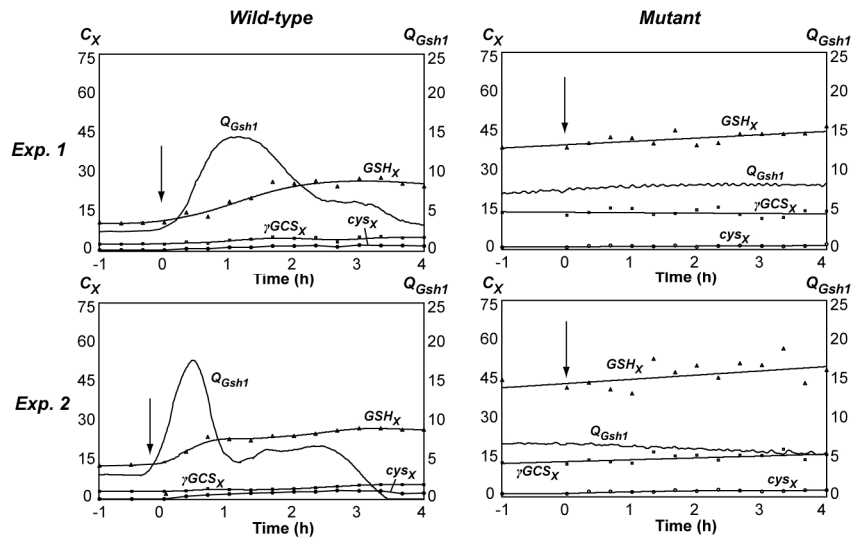 Wild-type Mutant
C_X Q_Gsh1 C_X Q_Gsh1
Exp. 1
75 60 45 30 15 0
25 20 15 10 5 0
Q_Gsh1
GSH_X
γGCS_X
cys_X
-1 0 1 2 3 4
Time (h)
75 60 45 30 15 0
25 20 15 10 5 0
GSH_X
Q_Gsh1
γGCS_X
cys_X
-1 0 1 2 3 4
Time (h)
C_X Q_Gsh1 C_X Q_Gsh1
Exp. 2
75 60 45 30 15 0
25 20 15 10 5 0
Q_Gsh1
GSH_X
γGCS_X
cys_X
-1 0 1 2 3 4
Time (h)
75 60 45 30 15 0
25 20 15 10 5 0
GSH_X
Q_Gsh1
γGCS_X
cys_X
-1 0 1 2 3 4
Time (h)